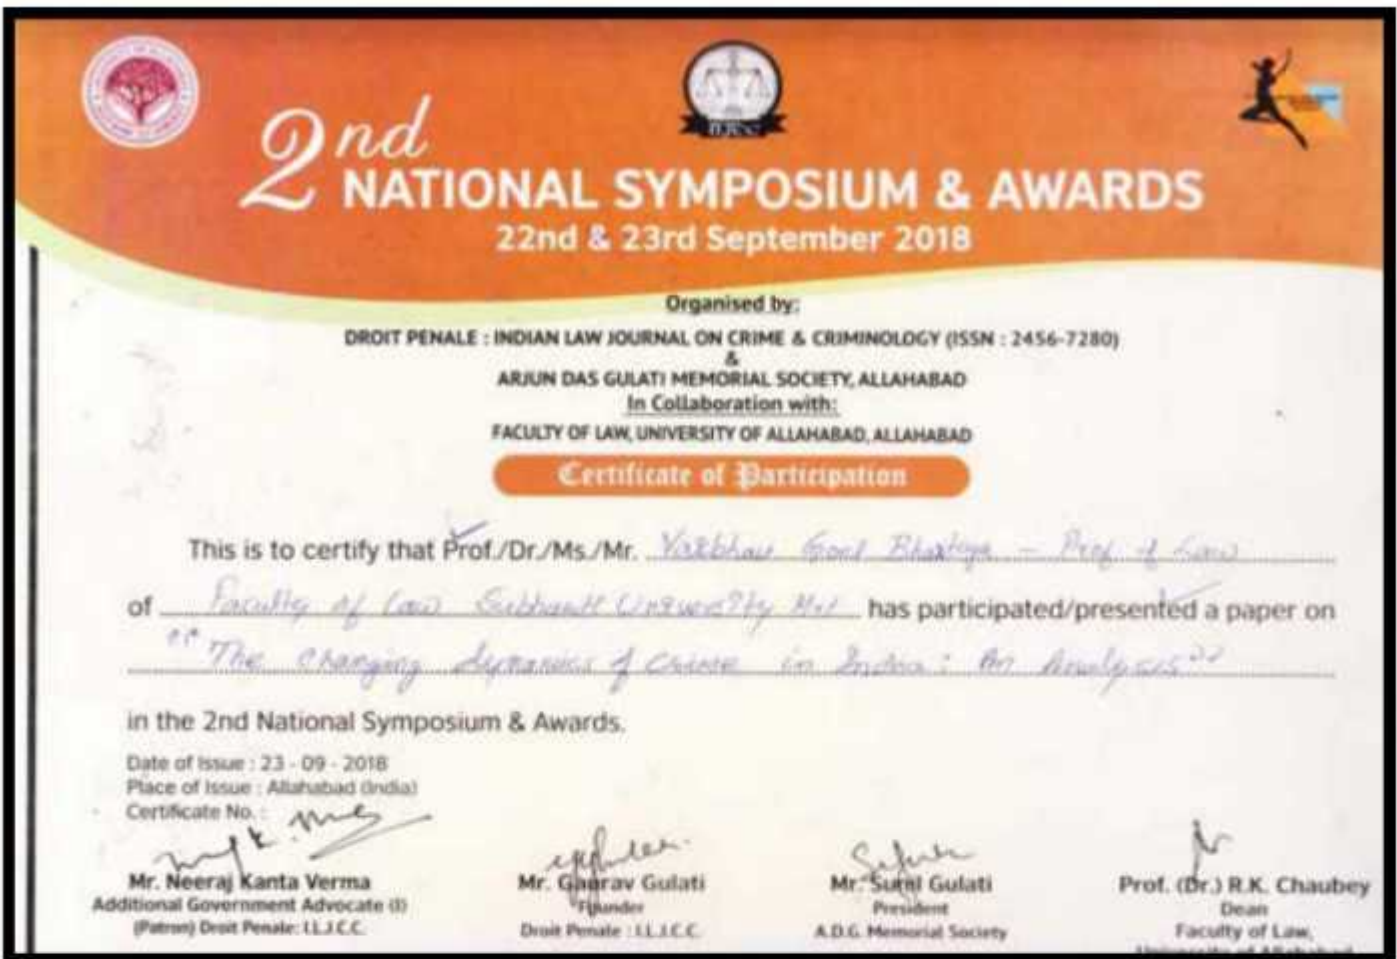 2nd
NATIONAL SYMPOSIUM & AWARDS
22nd & 23rd September 2018
Organised by:
DROIT PENALE : INDIAN LAW JOURNAL ON CRIME & CRIMINOLOGY (ISSN : 2456-7280)
&
ARJUN DAS GULATI MEMORIAL SOCIETY, ALLAHABAD
In Collaboration with:
FACULTY OF LAW, UNIVERSITY OF ALLAHABAD, ALLAHABAD
Certificate of Participation
This is to certify that Prof./Dr./Ms./Mr. Vaibhav Goel Bhartiya – Prof of Law
of Faculty of Law Subharti University Mrt has participated/presented a paper on
"The Changing dynamics of Crime in India: An Analysis"
in the 2nd National Symposium & Awards.
Date of Issue : 23 - 09 - 2018
Place of Issue : Allahabad (India)
Certificate No. :
Mr. Neeraj Kanta Verma
Additional Government Advocate (I)
(Patron) Droit Penale: I.L.J.C.C.
Mr. Gaurav Gulati
Founder
Droit Penale : I.L.J.C.C.
Mr. Sunil Gulati
President
A.D.G. Memorial Society
Prof. (Dr.) R.K. Chaubey
Dean
Faculty of Law,
University of Allahabad